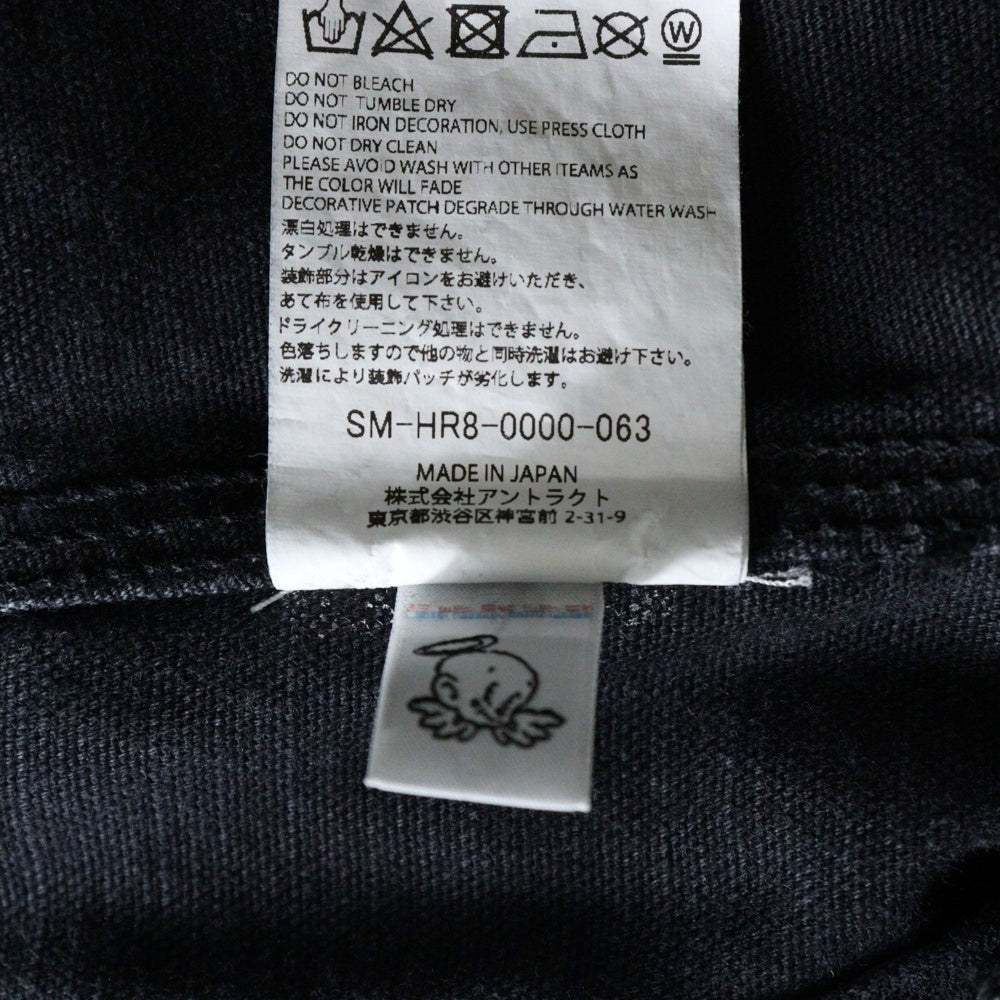 W
DO NOT BLEACH
DO NOT TUMBLE DRY
DO NOT IRON DECORATION, USE PRESS CLOTH
DO NOT DRY CLEAN
PLEASE AVOID WASH WITH OTHER ITEAMS AS
THE COLOR WILL FADE
DECORATIVE PATCH DEGRADE THROUGH WATER WASH
漂白処理はできません。
タンブル乾燥はできません。
装飾部分はアイロンをお避けいただき、
あて布を使用して下さい。
ドライクリーニング処理はできません。
色落ちしますので他の物と同時洗濯はお避け下さい。
洗濯により装飾パッチが劣化します。
SM-HR8-0000-063
MADE IN JAPAN
株式会社アントラクト
東京都渋谷区神宮前 2-31-9